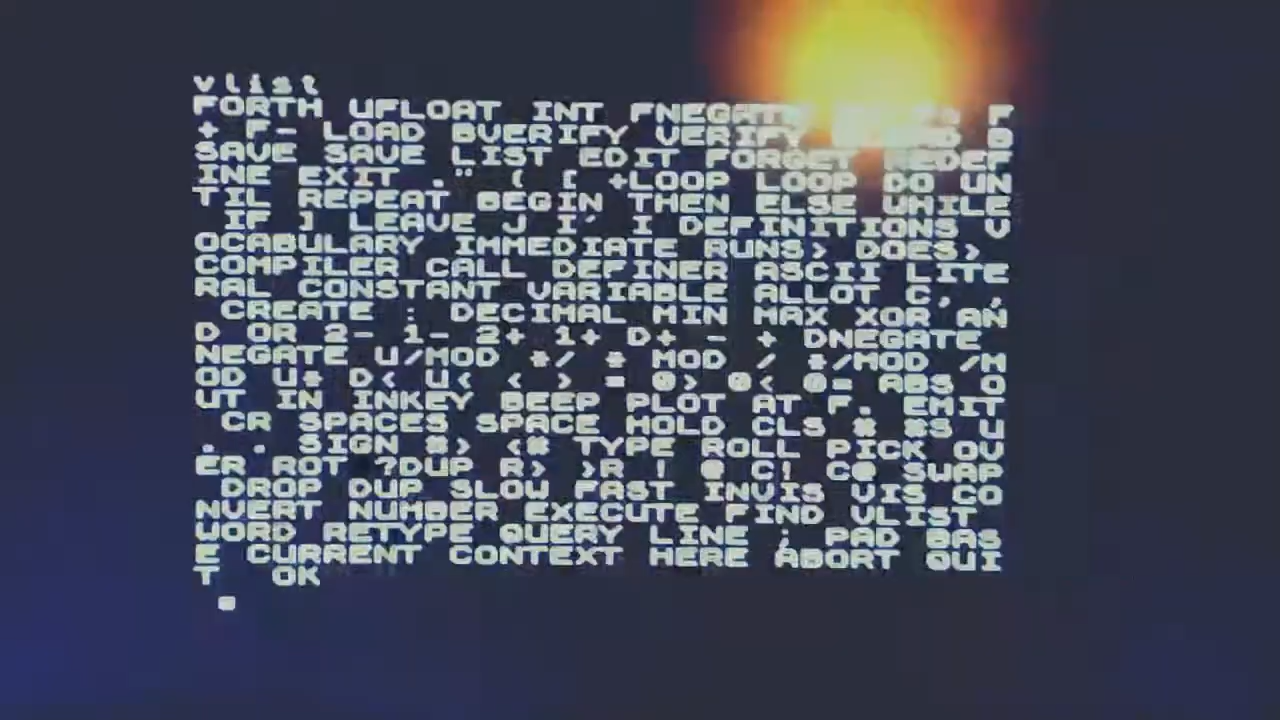 vlist
FORTH UFLOAT INT FNEGAT F
+ F- LOAD BVERIFY VERIFY B
SAVE SAVE LIST EDIT FORGET REDEF
INE EXIT ." ( [ +LOOP LOOP DO UN
TIL REPEAT BEGIN THEN ELSE WHILE
IF ] LEAVE J I' I DEFINITIONS V
OCABULARY IMMEDIATE RUNS> DOES>
COMPILER CALL DEFINER ASCII LITE
RAL CONSTANT VARIABLE ALLOT C, ,
CREATE : DECIMAL MIN MAX XOR AN
D OR 2- 1- 2+ 1+ D+ - + DNEGATE
NEGATE U/MOD */ * MOD / */MOD /M
OD U* D< U< < > = 0> 0< 0= ABS O
UT IN INKEY BEEP PLOT AT F. EMIT
CR SPACES SPACE HOLD CLS # #S U
. . SIGN #> <# TYPE ROLL PICK OV
ER ROT ?DUP R> >R ! @ C! C@ SWAP
DROP DUP SLOW FAST INVIS VIS CO
NVERT NUMBER EXECUTE FIND VLIST
WORD RETYPE QUERY LINE ; PAD BAS
E CURRENT CONTEXT HERE ABORT QUI
T OK